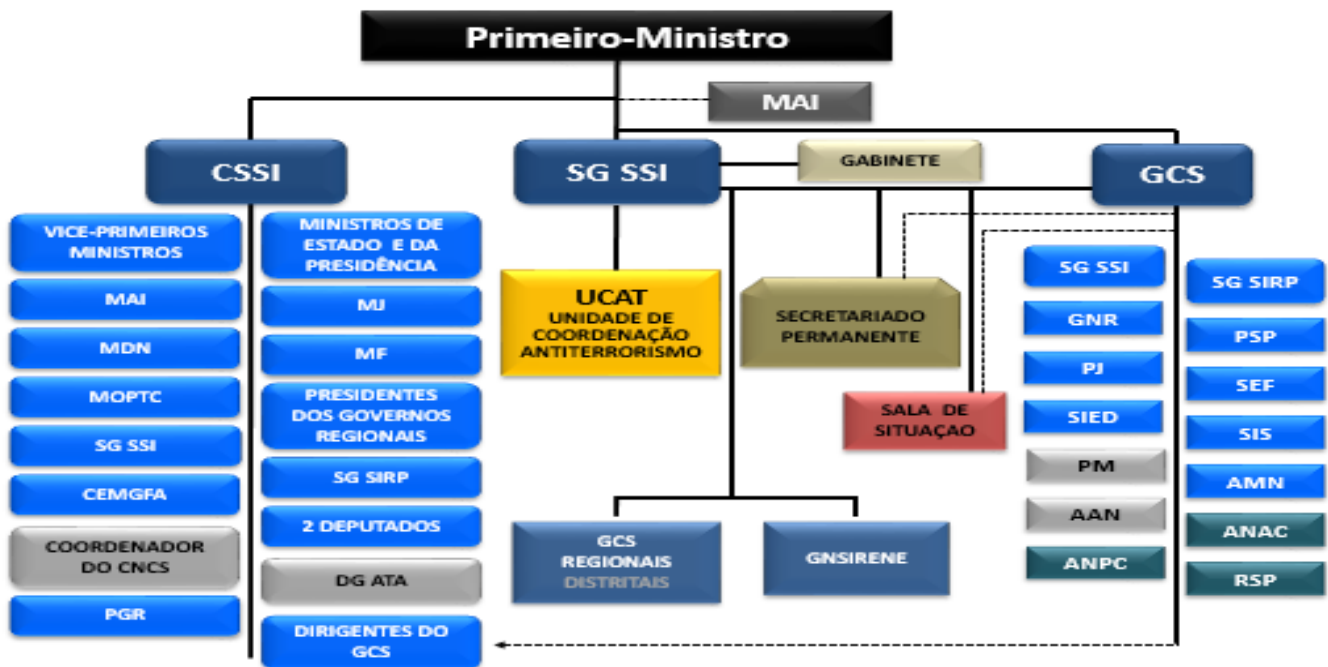 Primeiro-Ministro
MAI
CSSI
SG SSI
GABINETE
GCS
VICE-PRIMEIROS
MINISTROS
MAI
MDN
MOPTC
SG SSI
CEMGFA
COORDENADOR
DO CNCS
PGR
MINISTROS DE
ESTADO E DA
PRESIDÊNCIA
MJ
MF
PRESIDENTES
DOS GOVERNOS
REGIONAIS
SG SIRP
2 DEPUTADOS
DG ATA
DIRIGENTES DO
GCS
UCAT
UNIDADE DE
COORDENAÇÃO
ANTITERRORISMO
SECRETARIADO
PERMANENTE
SALA DE
SITUAÇAO
GCS
REGIONAIS
DISTRITAIS
GNSIRENE
SG SSI
GNR
PJ
SIED
PM
AAN
ANPC
SG SIRP
PSP
SEF
SIS
AMN
ANAC
RSP